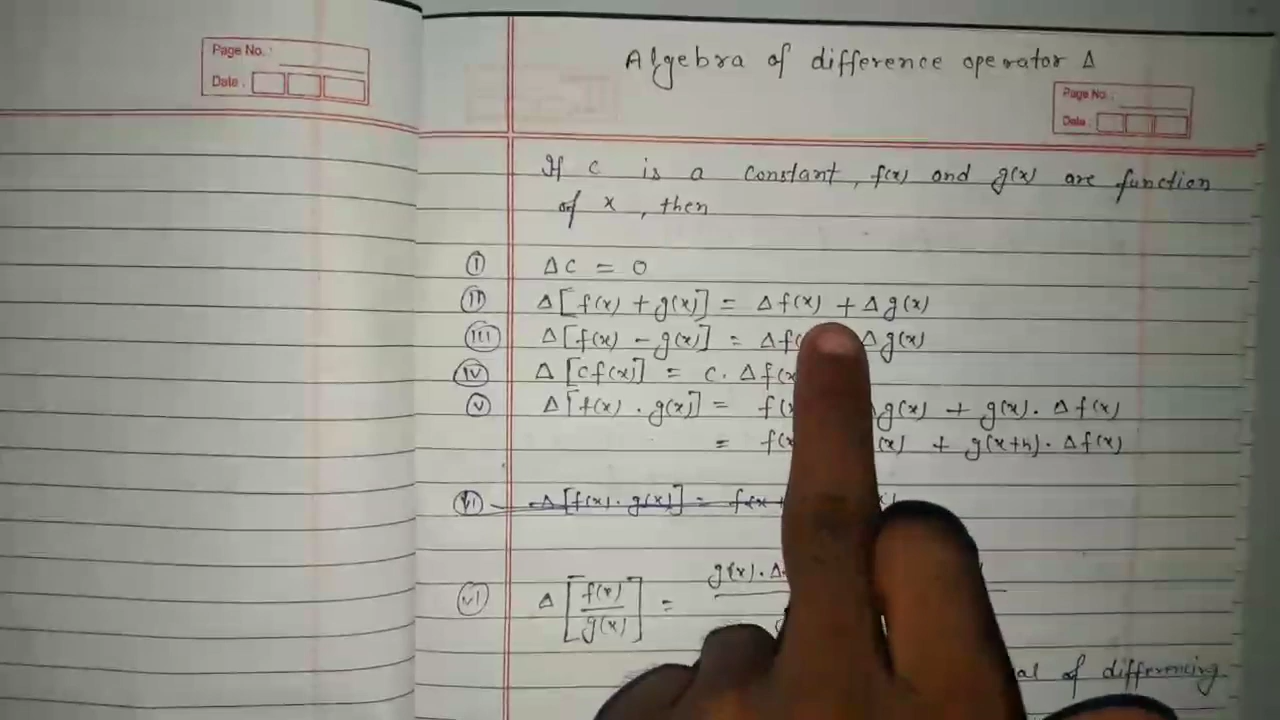 Page No. :
Date .
Algebra of difference operator Δ
Page No. :
Date .
If c is a constant, f(x) and g(x) are function
of x, then
(I) Δc = 0
(II) Δ[f(x) + g(x)] = Δf(x) + Δg(x)
(III) Δ[f(x) - g(x)] = Δf( Δg(x)
(IV) Δ[cf(x)] = c. Δf(x
(V) Δ[f(x) . g(x)] = f(x g(x) + g(x). Δf(x)
= f(x (x) + g(x+h). Δf(x)
(VI) Δ[f(x). g(x)] = f(x
(VI) Δ[f(x)/g(x)] = g(x). Δ
of differencing